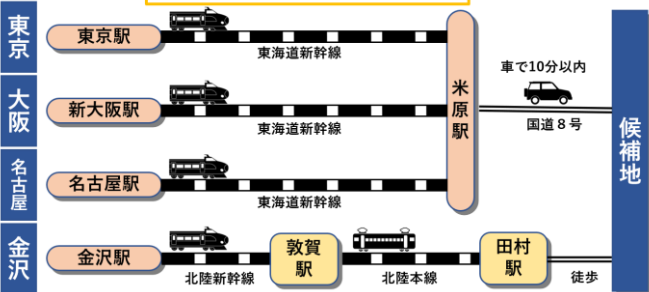 東京
東京駅
東海道新幹線
大阪
新大阪駅
東海道新幹線
名古屋
名古屋駅
東海道新幹線
米原駅
車で10分以内
国道8号
候補地
金沢
金沢駅
北陸新幹線
敦賀
駅
北陸本線
田村
駅
徒歩